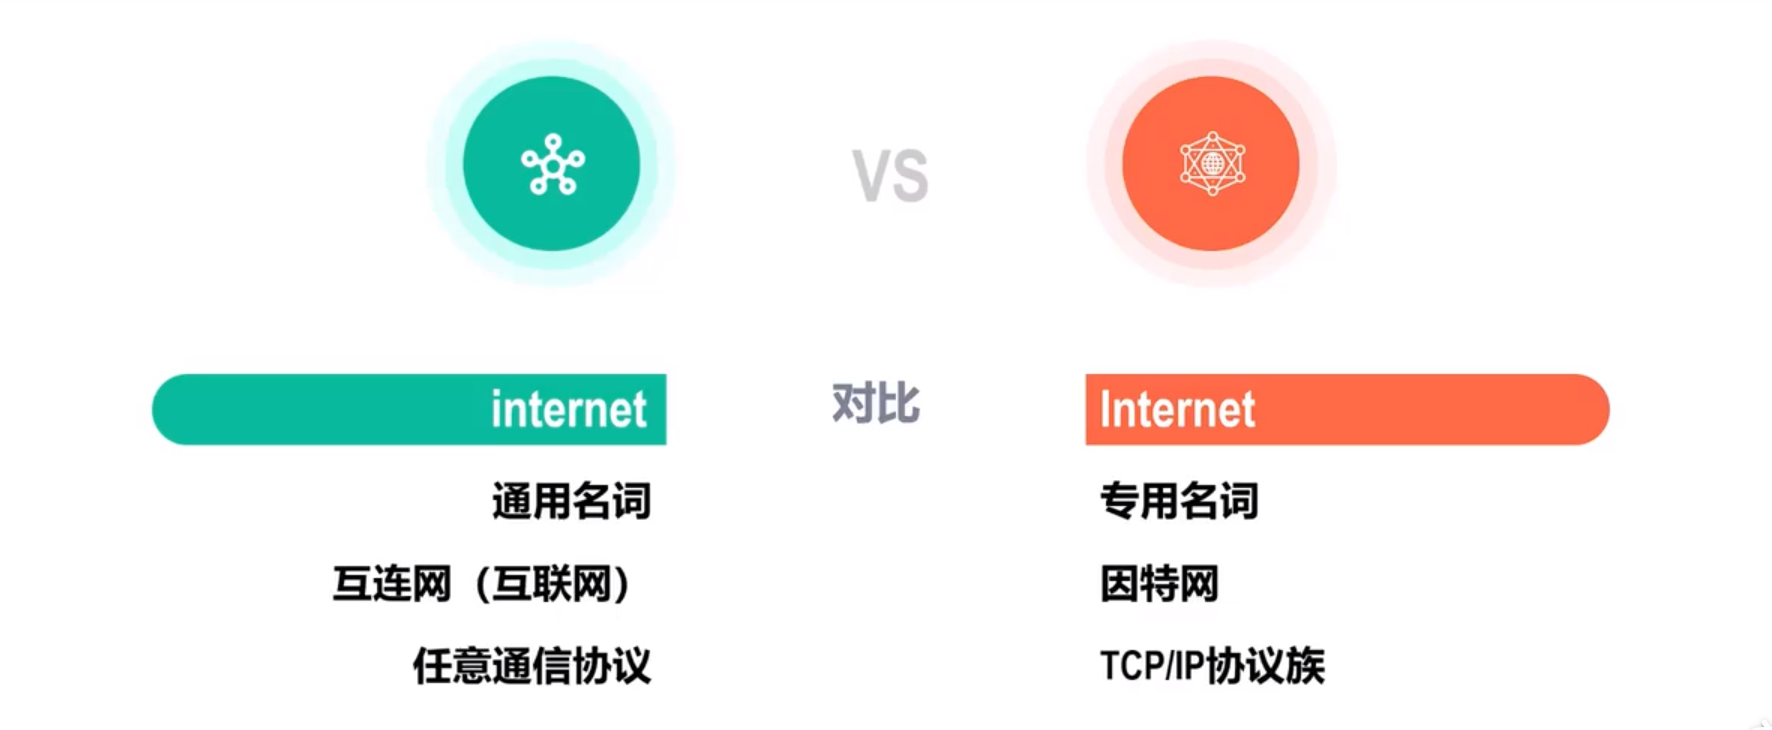 VS
internet
对比
Internet
通用名词
专用名词
互连网（互联网）
因特网
任意通信协议
TCP/IP协议族